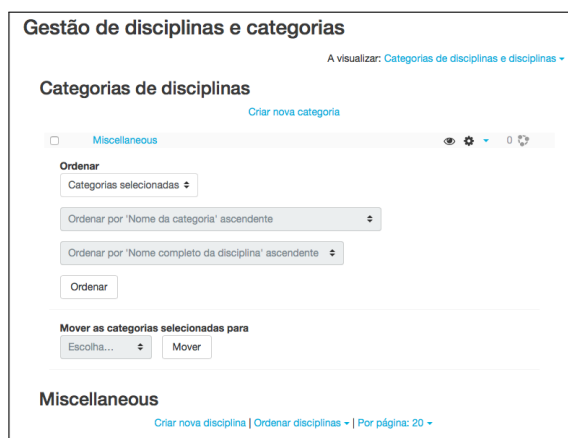 Gestão de disciplinas e categorias
A visualizar: Categorias de disciplinas e disciplinas
Categorias de disciplinas
Criar nova categoria
Miscellaneous 0
Ordenar
Categorias selecionadas
Ordenar por 'Nome da categoria' ascendente
Ordenar por 'Nome completo da disciplina' ascendente
Ordenar
Mover as categorias selecionadas para
Escolha... Mover
Miscellaneous
Criar nova disciplina | Ordenar disciplinas | Por página: 20